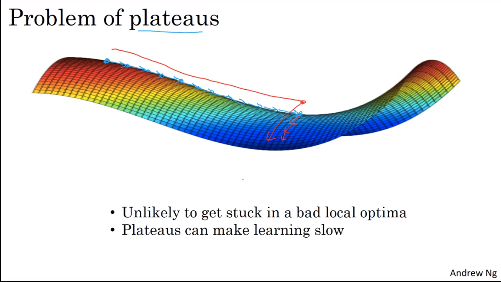 Problem of plateaus
• Unlikely to get stuck in a bad local optima
• Plateaus can make learning slow
Andrew Ng